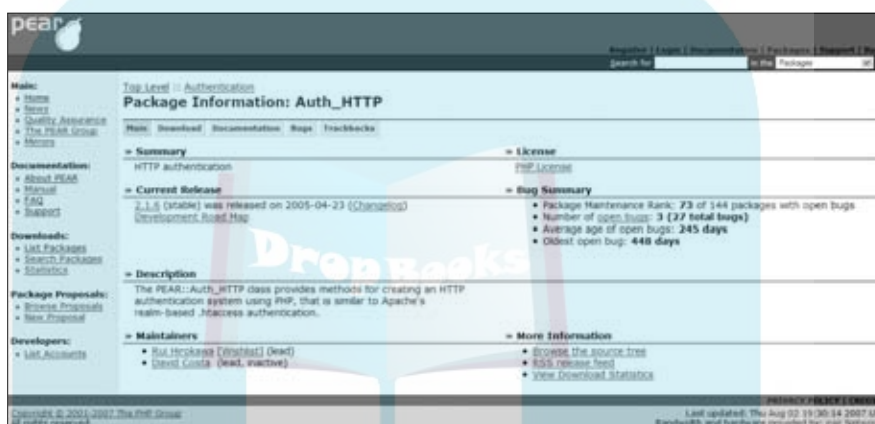 pear
Register | Login | Documentation | Packages | Support |
Search for in the Packages
Main:
Home
News
Quality Assurance
The PEAR Group
Mirrors
Documentation:
About PEAR
Manual
FAQ
Support
Downloads:
List Packages
Search Packages
Statistics
Package Proposals:
Browse Proposals
New Proposal
Developers:
List Accounts
Top Level :: Authentication
Package Information: Auth_HTTP
Main Download Documentation Bugs Trackbacks
» Summary
HTTP authentication
» License
PHP License
» Current Release
2.1.6 (stable) was released on 2005-04-23 (Changelog)
Development Road Map
» Bug Summary
• Package Maintenance Rank: 73 of 144 packages with open bugs
• Number of open bugs: 3 (27 total bugs)
• Average age of open bugs: 245 days
• Oldest open bug: 448 days
» Description
The PEAR::Auth_HTTP class provides methods for creating an HTTP
authentication system using PHP, that is similar to Apache's
realm-based .htaccess authentication.
» Maintainers
• Rui Hirokawa [Wishlist] (lead)
• David Costa (lead, inactive)
» More Information
• Browse the source tree
• RSS release feed
• View Download Statistics
DropBooks
PRIVACY POLICY |
Copyright © 2001-2007 The PHP Group
All rights reserved.
Last updated: Thu Aug 02 19:30:14 2007
Bandwidth and hardware provided by: